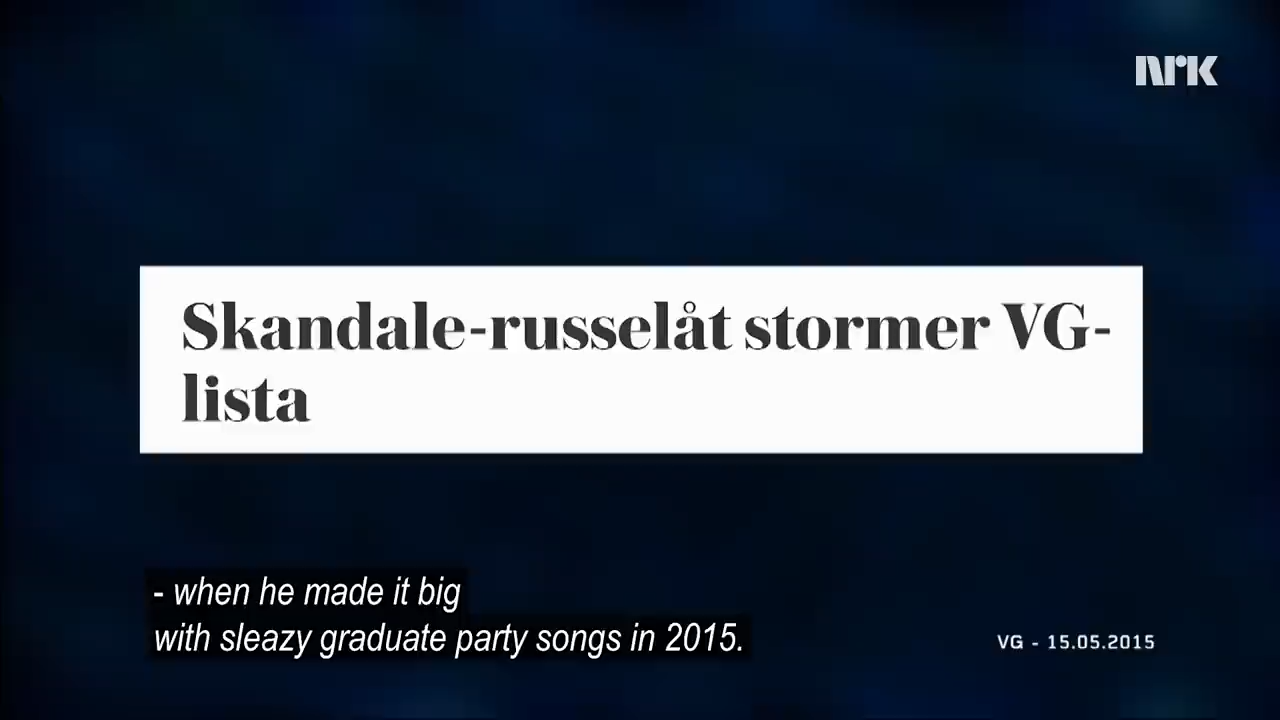 NRK
Skandale-russelåt stormer VG-
lista
- when he made it big
with sleazy graduate party songs in 2015.
VG - 15.05.2015